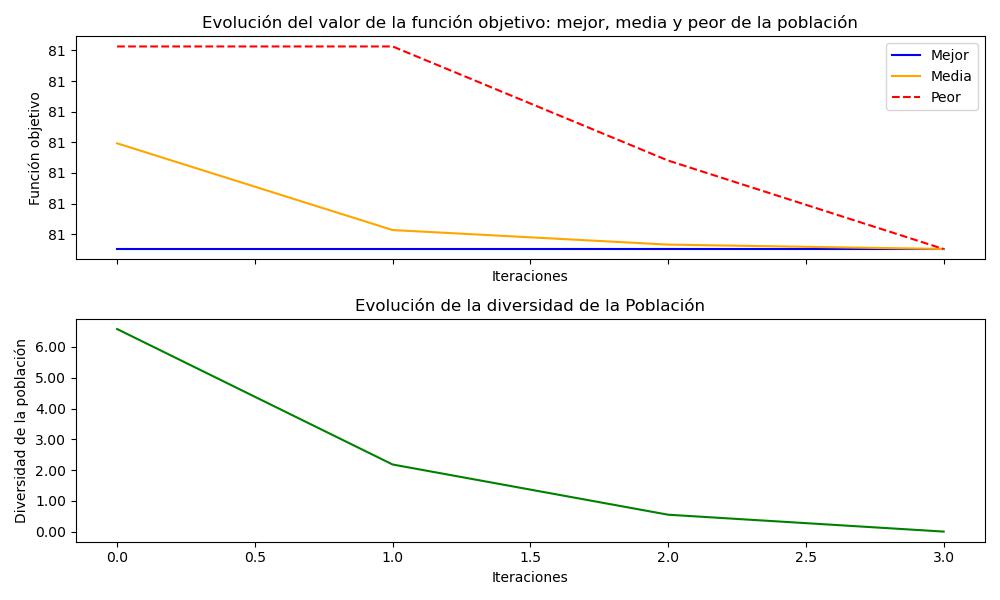 Evolución del valor de la función objetivo: mejor, media y peor de la población
Función objetivo
81
81
81
81
81
81
81
Mejor
Media
Peor
Iteraciones
Evolución de la diversidad de la Población
Diversidad de la población
6.00
5.00
4.00
3.00
2.00
1.00
0.00
0.0 0.5 1.0 1.5 2.0 2.5 3.0
Iteraciones